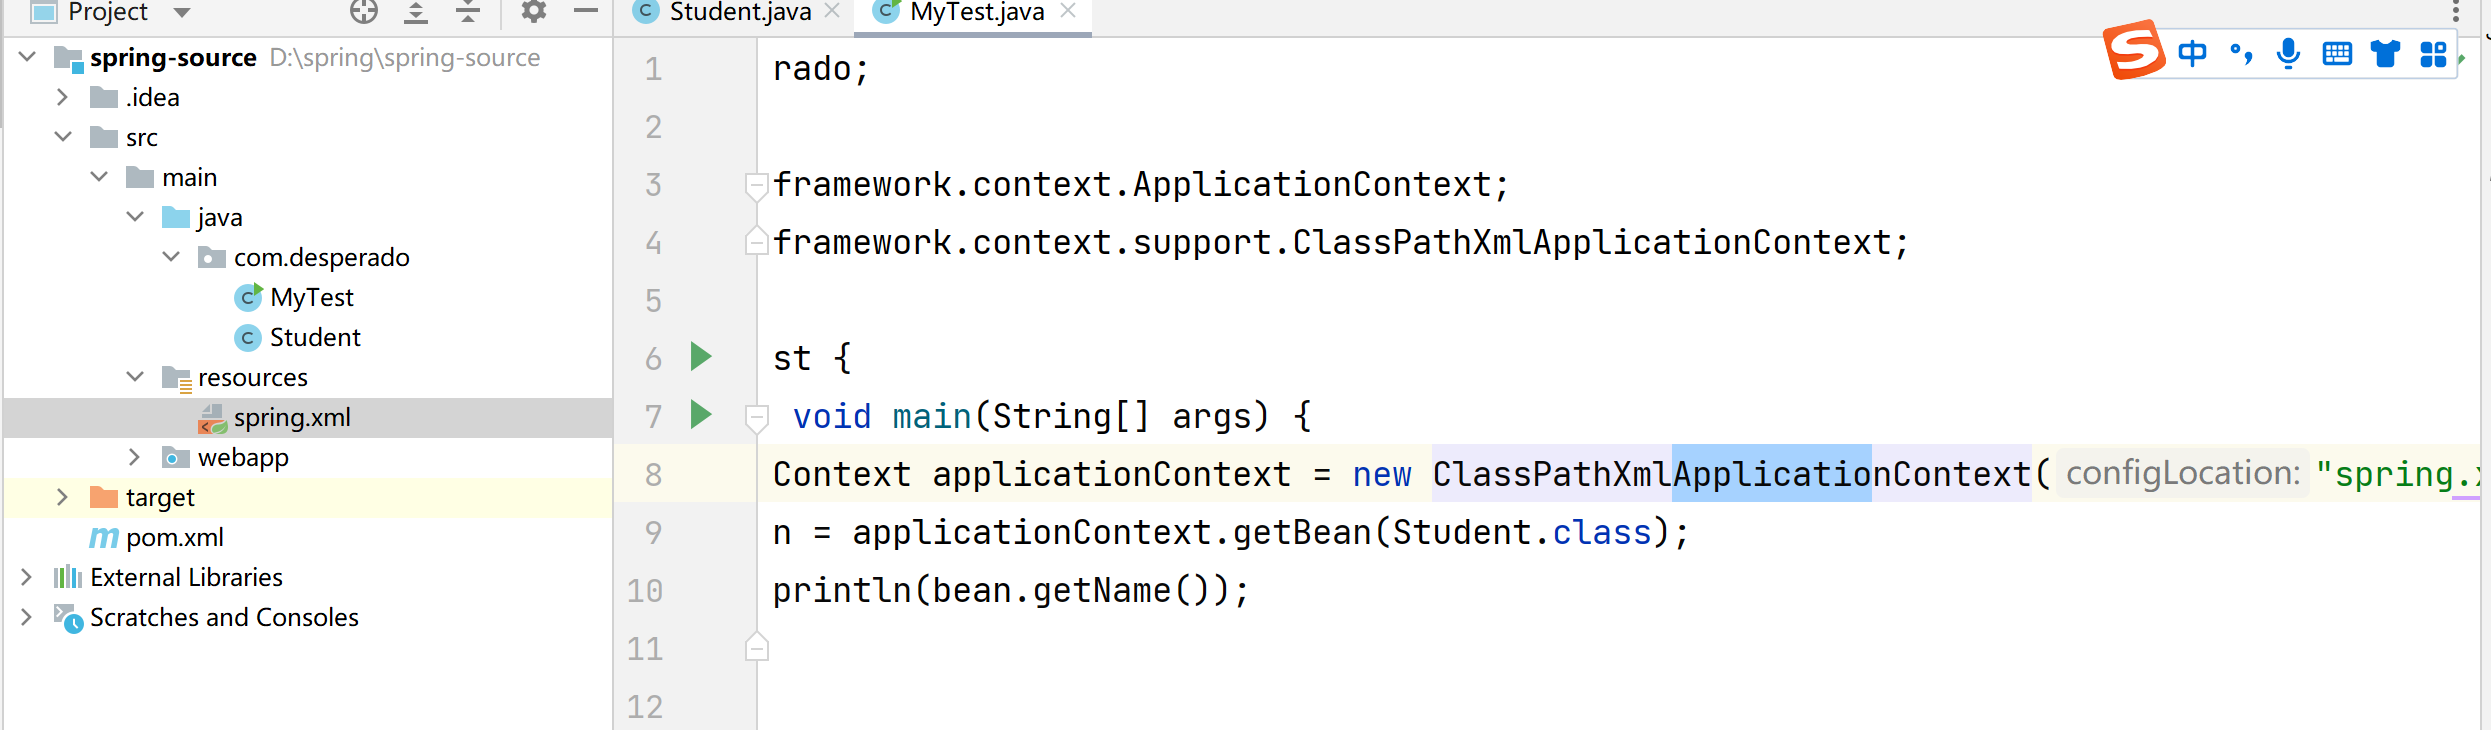 Project
spring-source D:\spring\spring-source
.idea
src
main
java
com.desperado
MyTest
Student
resources
spring.xml
webapp
target
pom.xml
External Libraries
Scratches and Consoles
Student.java MyTest.java
中
1 rado;
2
3 framework.context.ApplicationContext;
4 framework.context.support.ClassPathXmlApplicationContext;
5
6 st {
7 void main(String[] args) {
8 Context applicationContext = new ClassPathXmlApplicationContext( configLocation: "spring.x
9 n = applicationContext.getBean(Student.class);
10 println(bean.getName());
11
12